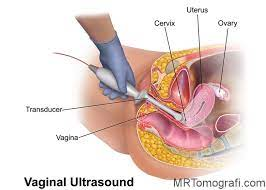 Uterus
Cervix
Ovary
Transducer
Vagina
Vaginal Ultrasound
MRTomografi.com